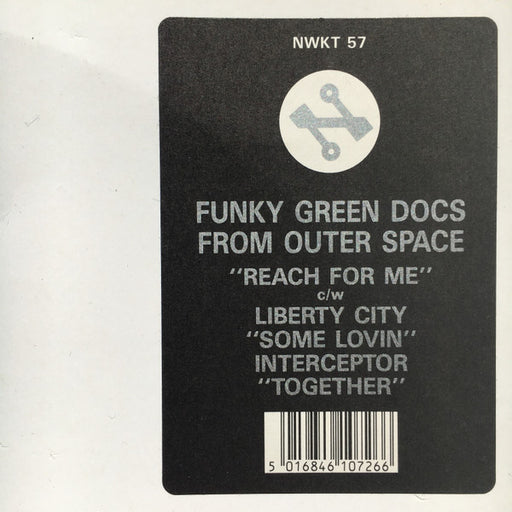 NWKT 57
FUNKY GREEN DOCS
FROM OUTER SPACE
"REACH FOR ME"
c/w
LIBERTY CITY
"SOME LOVIN"
INTERCEPTOR
"TOGETHER"
5 016846 107266